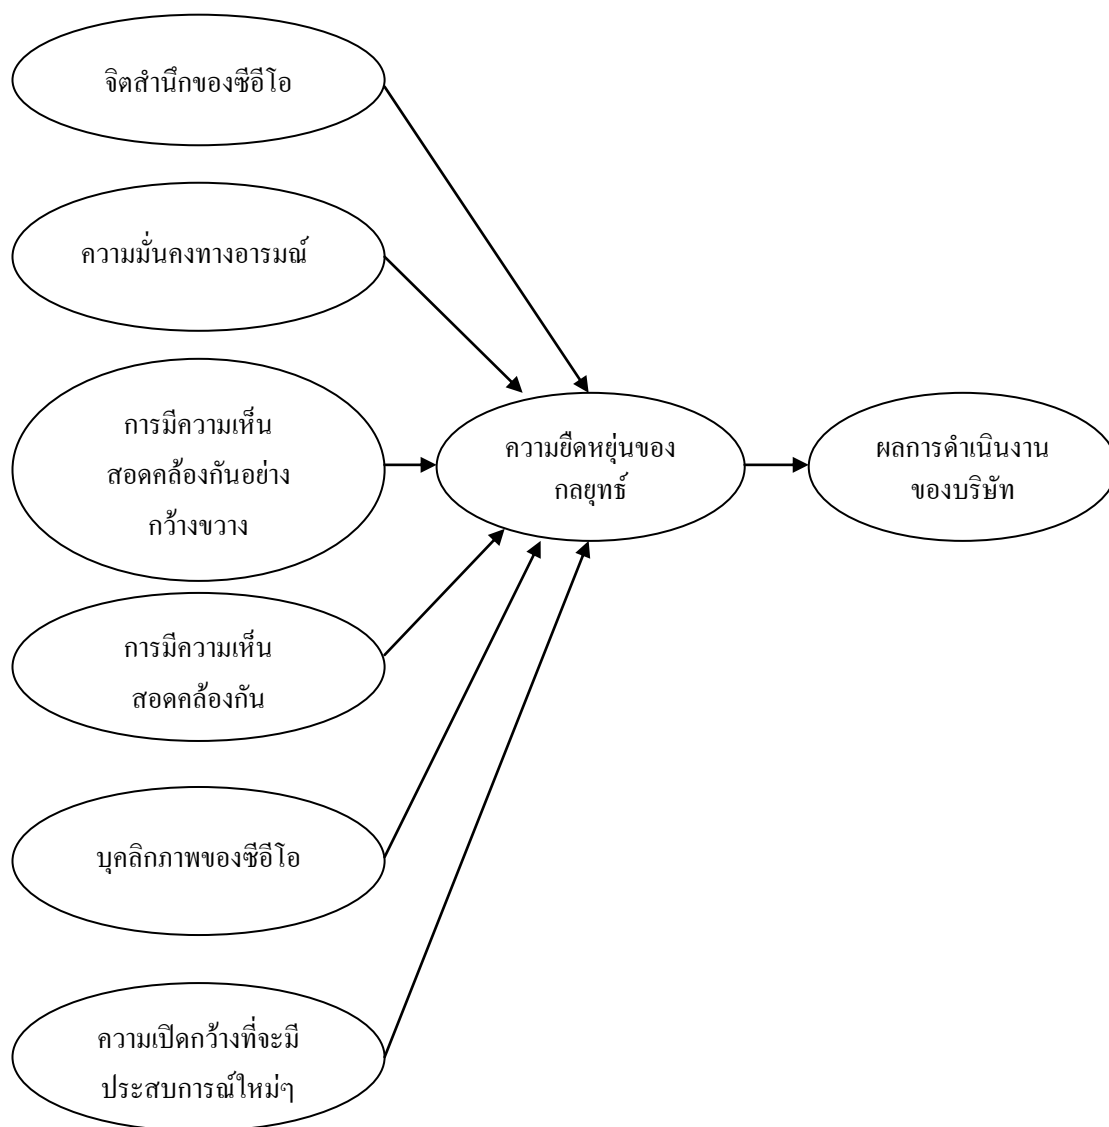 จิตสำนึกของซีอีโอ
ความมั่นคงทางอารมณ์
การมีความเห็น
สอดคล้องกันอย่าง
กว้างขวาง
การมีความเห็น
สอดคล้องกัน
บุคลิกภาพของซีอีโอ
ความเปิดกว้างที่จะมี
ประสบการณ์ใหม่ๆ
ความยืดหยุ่นของ
กลยุทธ์
ผลการดำเนินงาน
ของบริษัท